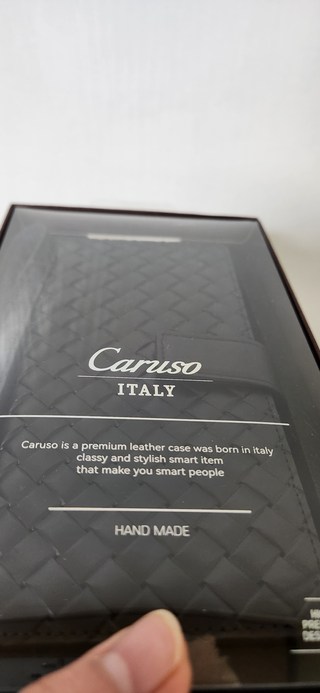 Caruso
ITALY
Caruso is a premium leather case was born in italy
classy and stylish smart item
that make you smart people
HAND MADE